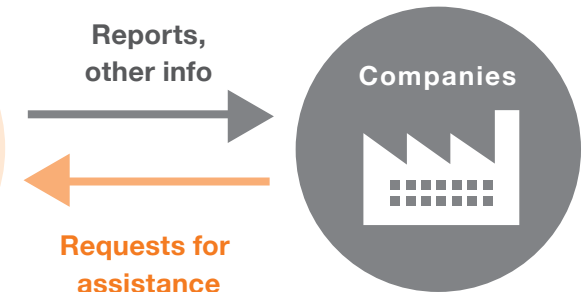 Reports,
other info
Companies
Requests for
assistance